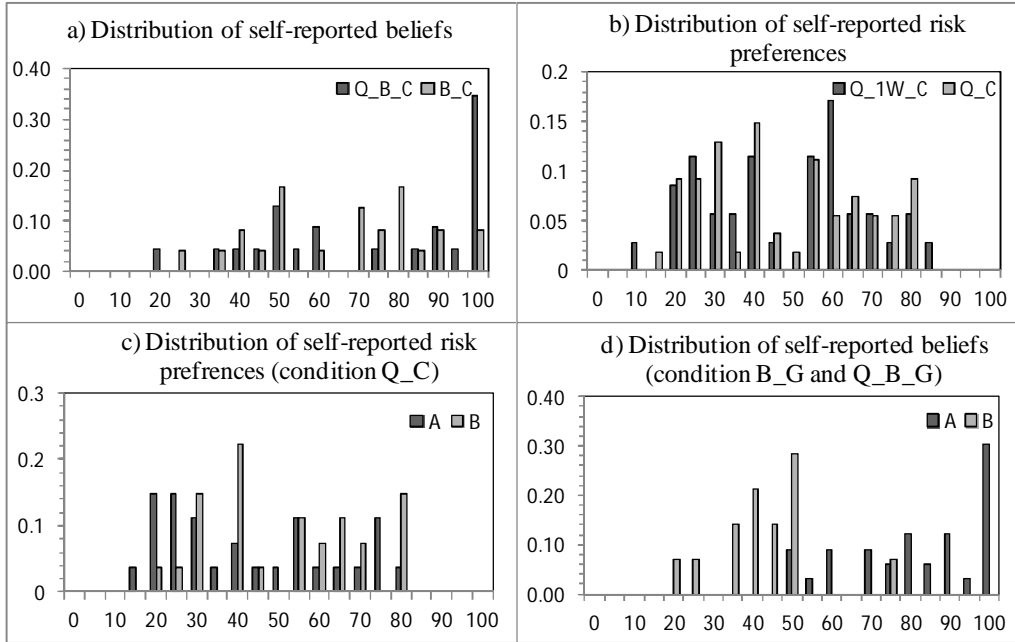 a) Distribution of self-reported beliefs
0.40
0.30
0.20
0.10
0.00
Q_B_C B_C
0 10 20 30 40 50 60 70 80 90 100
b) Distribution of self-reported risk
preferences
0.2
0.15
0.1
0.05
0
Q_1W_C Q_C
0 10 20 30 40 50 60 70 80 90 100
c) Distribution of self-reported risk
prefrences (condition Q_C)
0.3
0.2
0.1
0
A B
0 10 20 30 40 50 60 70 80 90 100
d) Distribution of self-reported beliefs
(condition B_G and Q_B_G)
0.40
0.30
0.20
0.10
0.00
A B
0 10 20 30 40 50 60 70 80 90 100